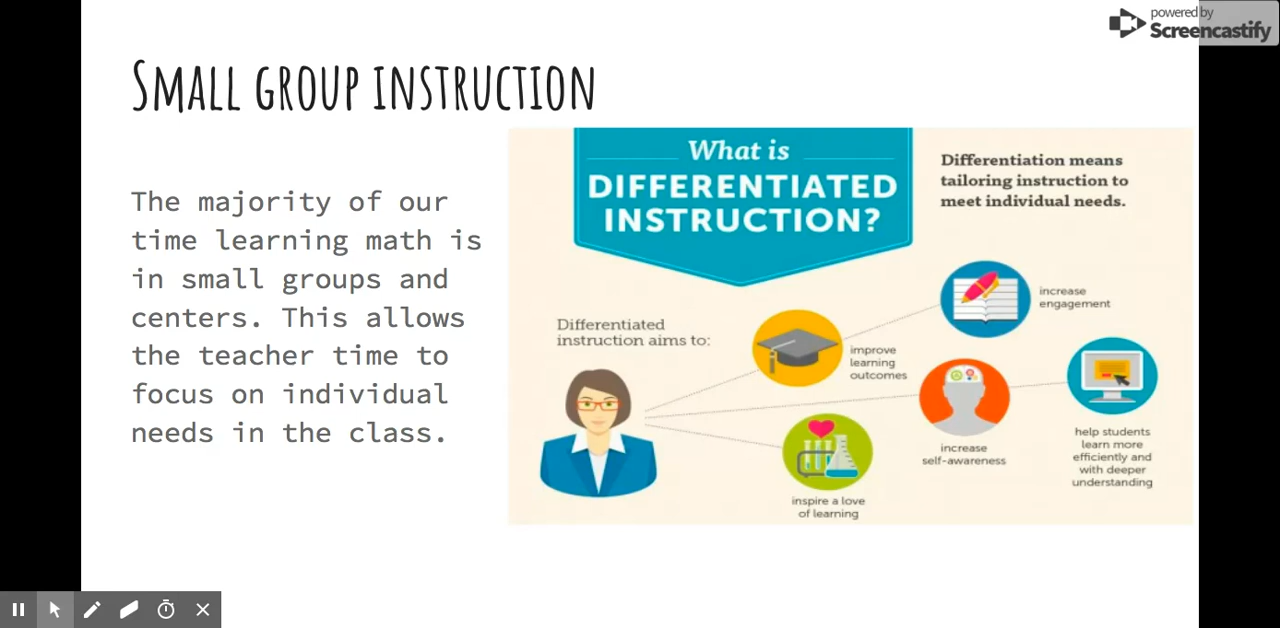 powered by
Screencastify
Small group instruction
The majority of our
time learning math is
in small groups and
centers. This allows
the teacher time to
focus on individual
needs in the class.
What is
DIFFERENTIATED
INSTRUCTION?
Differentiation means
tailoring instruction to
meet individual needs.
Differentiated
instruction aims to:
improve
learning
outcomes
increase
engagement
inspire a love
of learning
increase
self-awareness
help students
learn more
efficiently and
with deeper
understanding